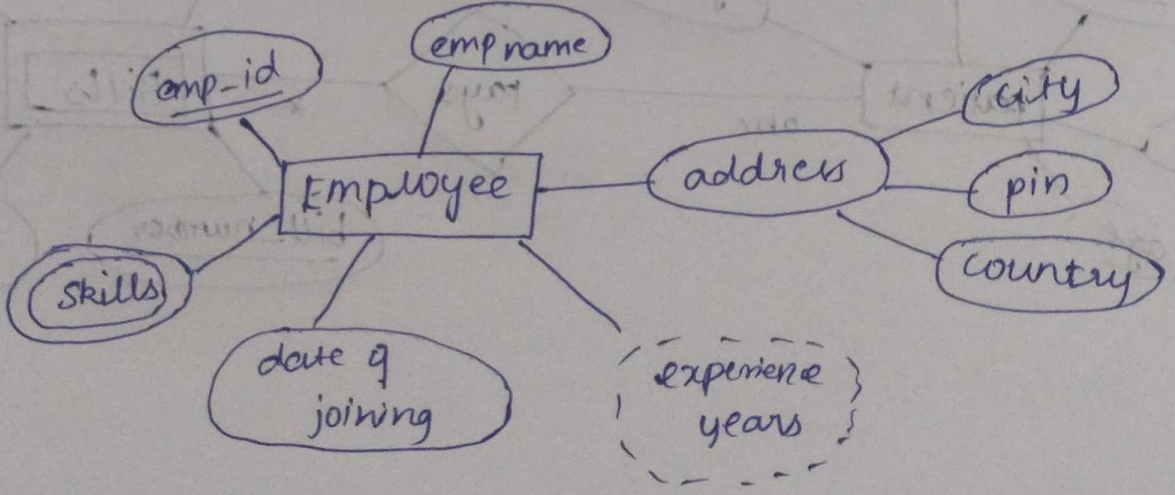 emp name
emp-id
city
Employee
address
pin
skills
country
date of
joining
experience
years